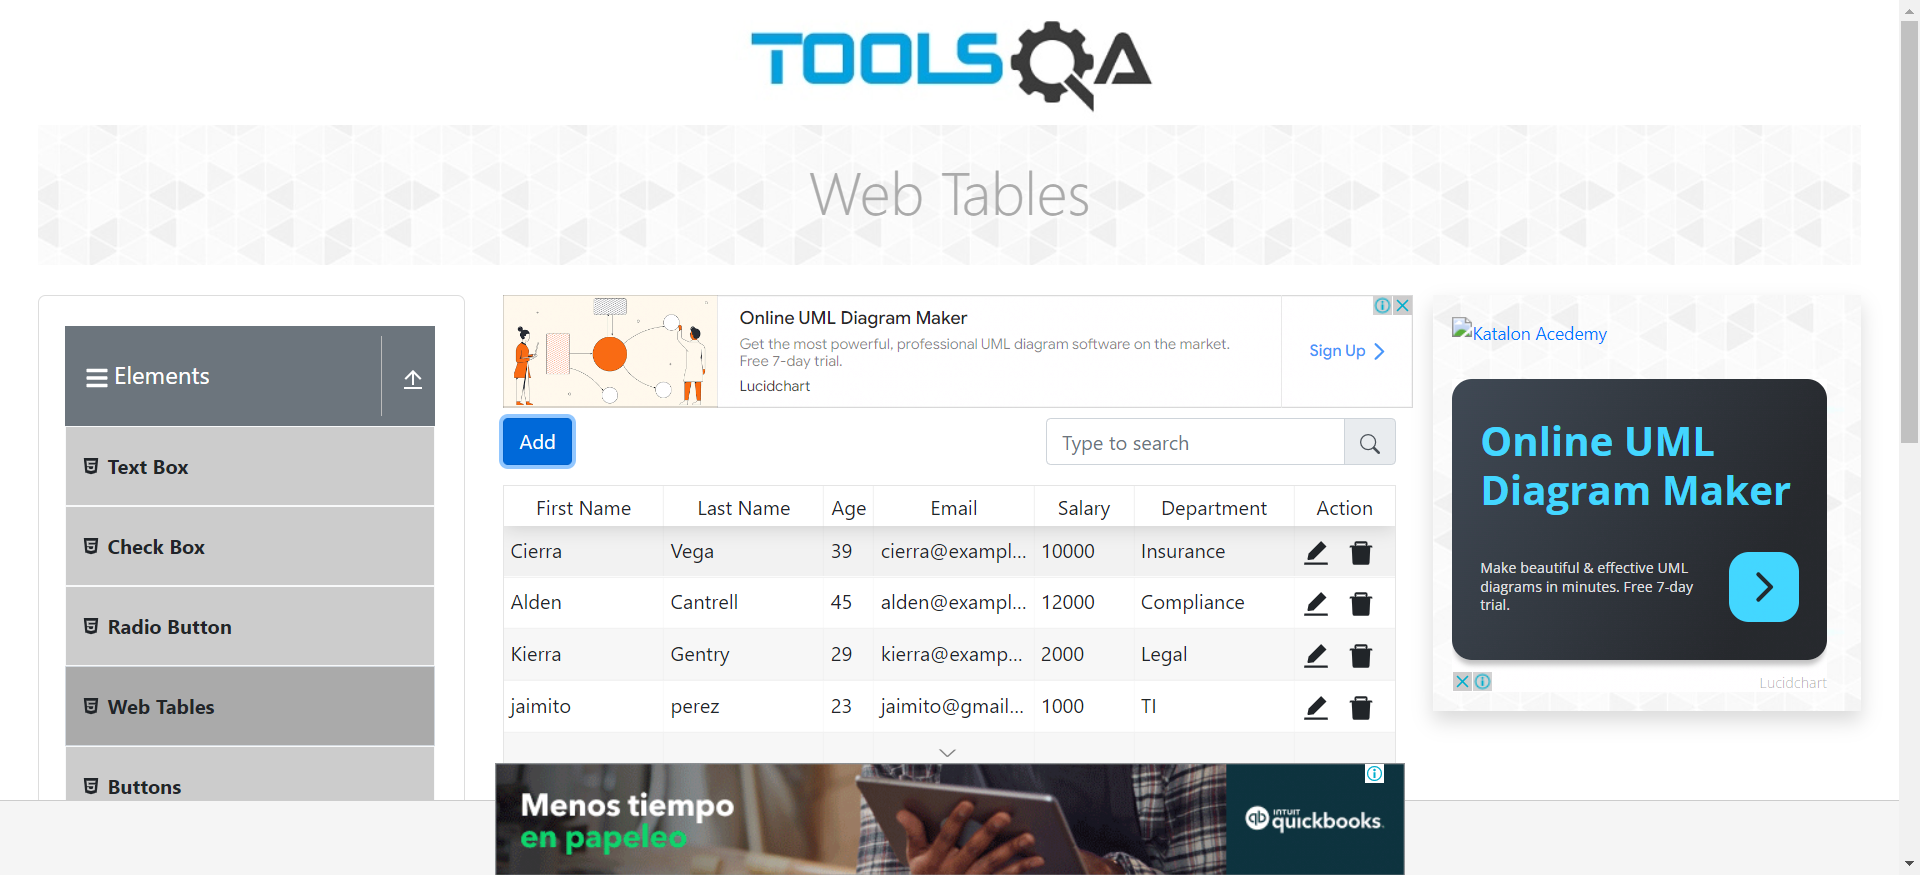 TOOLSQA
Web Tables
Elements
Text Box
Check Box
Radio Button
Web Tables
Buttons
Online UML Diagram Maker
Get the most powerful, professional UML diagram software on the market.
Free 7-day trial.
Lucidchart
Sign Up
Add
Type to search
First Name Last Name Age Email Salary Department Action
Cierra Vega 39 cierra@exampl... 10000 Insurance
Alden Cantrell 45 alden@exampl... 12000 Compliance
Kierra Gentry 29 kierra@examp... 2000 Legal
jaimito perez 23 jaimito@gmail... 1000 TI
Menos tiempo
en papeleo
qb INTUIT
quickbooks.
Katalon Acedemy
Online UML
Diagram Maker
Make beautiful & effective UML
diagrams in minutes. Free 7-day
trial.
Lucidchart